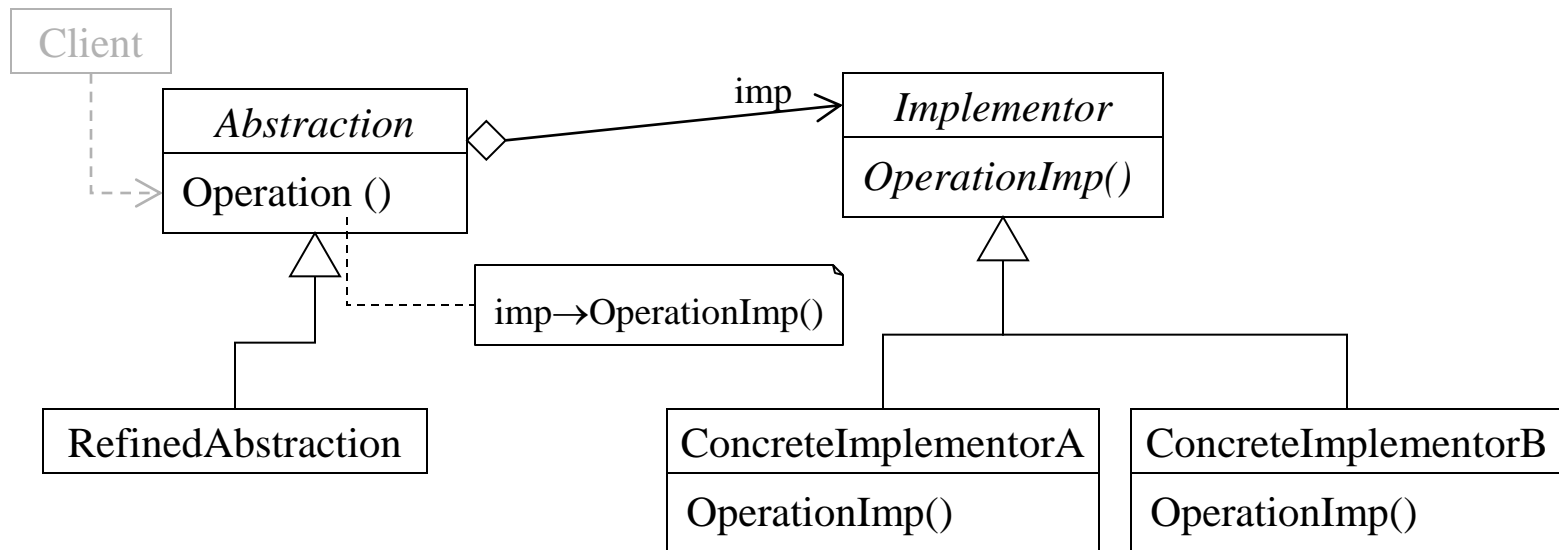 Client
imp
Abstraction
Implementor
Operation ()
OperationImp()
imp→OperationImp()
RefinedAbstraction
ConcreteImplementorA
ConcreteImplementorB
OperationImp()
OperationImp()